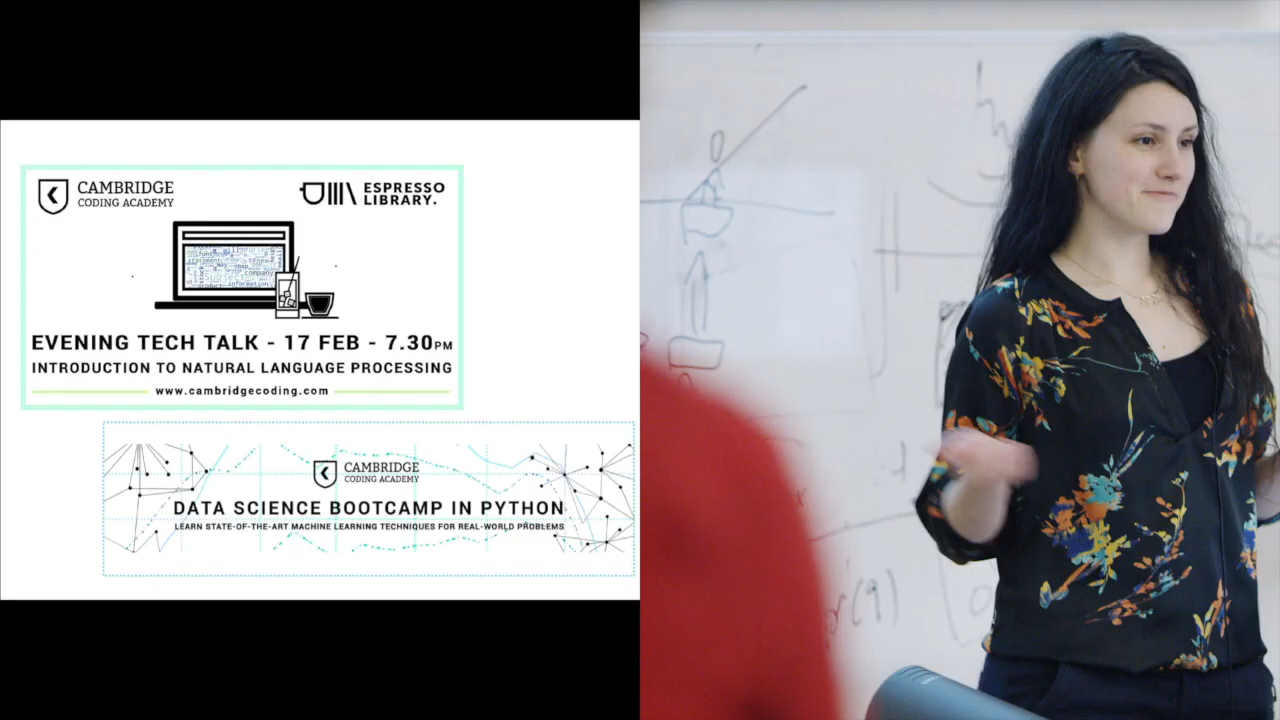 CAMBRIDGE
CODING ACADEMY
ESPRESSO
LIBRARY.
EVENING TECH TALK - 17 FEB - 7.30PM
INTRODUCTION TO NATURAL LANGUAGE PROCESSING
www.cambridgecoding.com
CAMBRIDGE
CODING ACADEMY
DATA SCIENCE BOOTCAMP IN PYTHON
LEARN STATE-OF-THE-ART MACHINE LEARNING TECHNIQUES FOR REAL-WORLD PROBLEMS